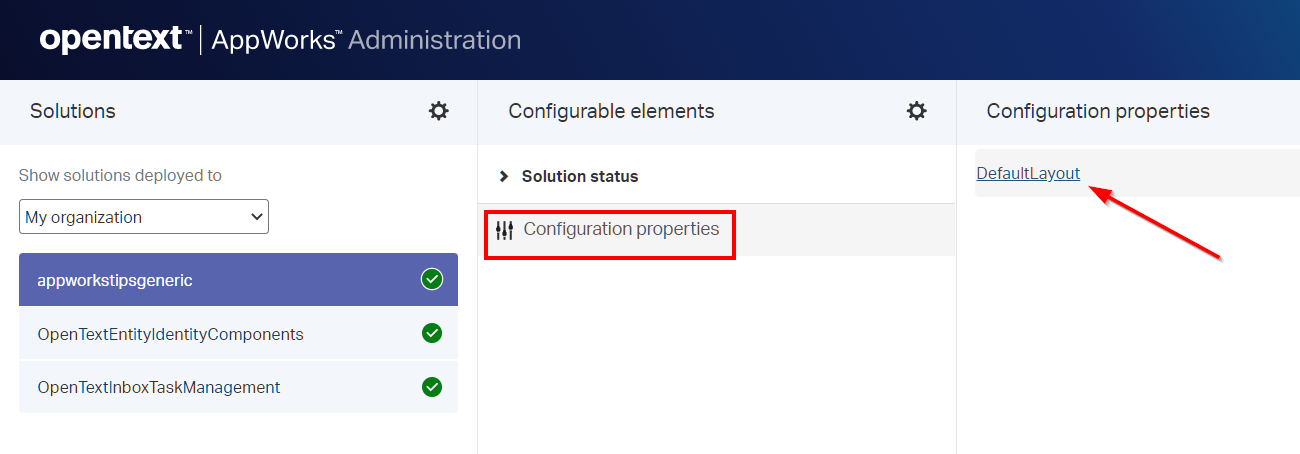 opentext™ | AppWorks™ Administration
Solutions
Show solutions deployed to
My organization
appworkstipsgeneric
OpenTextEntityIdentityComponents
OpenTextInboxTaskManagement
Configurable elements
Solution status
Configuration properties
Configuration properties
DefaultLayout